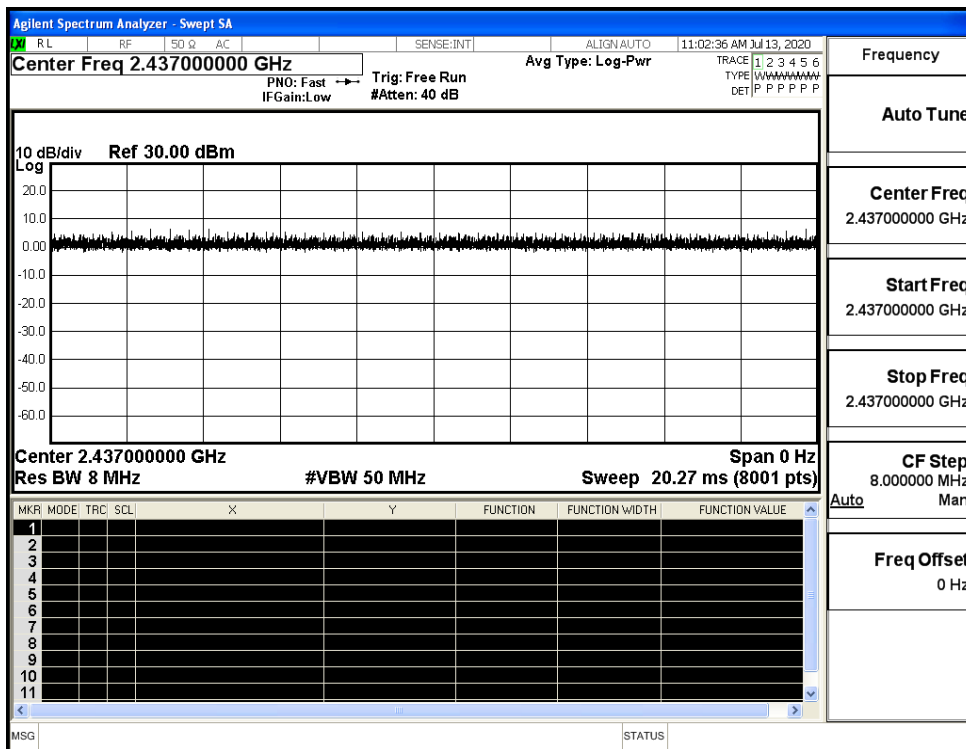 Agilent Spectrum Analyzer - Swept SA
LXI RL RF 50 Ω AC SENSE:INT ALIGN AUTO 11:02:36 AM Jul 13, 2020
Center Freq 2.437000000 GHz
PNO: Fast
IFGain:Low
Trig: Free Run
#Atten: 40 dB
Avg Type: Log-Pwr
TRACE 1 2 3 4 5 6
TYPE WWWWWW
DET P P P P P P
10 dB/div Ref 30.00 dBm
Log
20.0
10.0
0.00
-10.0
-20.0
-30.0
-40.0
-50.0
-60.0
Center 2.437000000 GHz Span 0 Hz
Res BW 8 MHz #VBW 50 MHz Sweep 20.27 ms (8001 pts)
MKR MODE TRC SCL X Y FUNCTION FUNCTION WIDTH FUNCTION VALUE
1
2
3
4
5
6
7
8
9
10
11
MSG STATUS
Frequency
Auto Tune
Center Freq
2.437000000 GHz
Start Freq
2.437000000 GHz
Stop Freq
2.437000000 GHz
CF Step
8.000000 MHz
Auto Man
Freq Offset
0 Hz